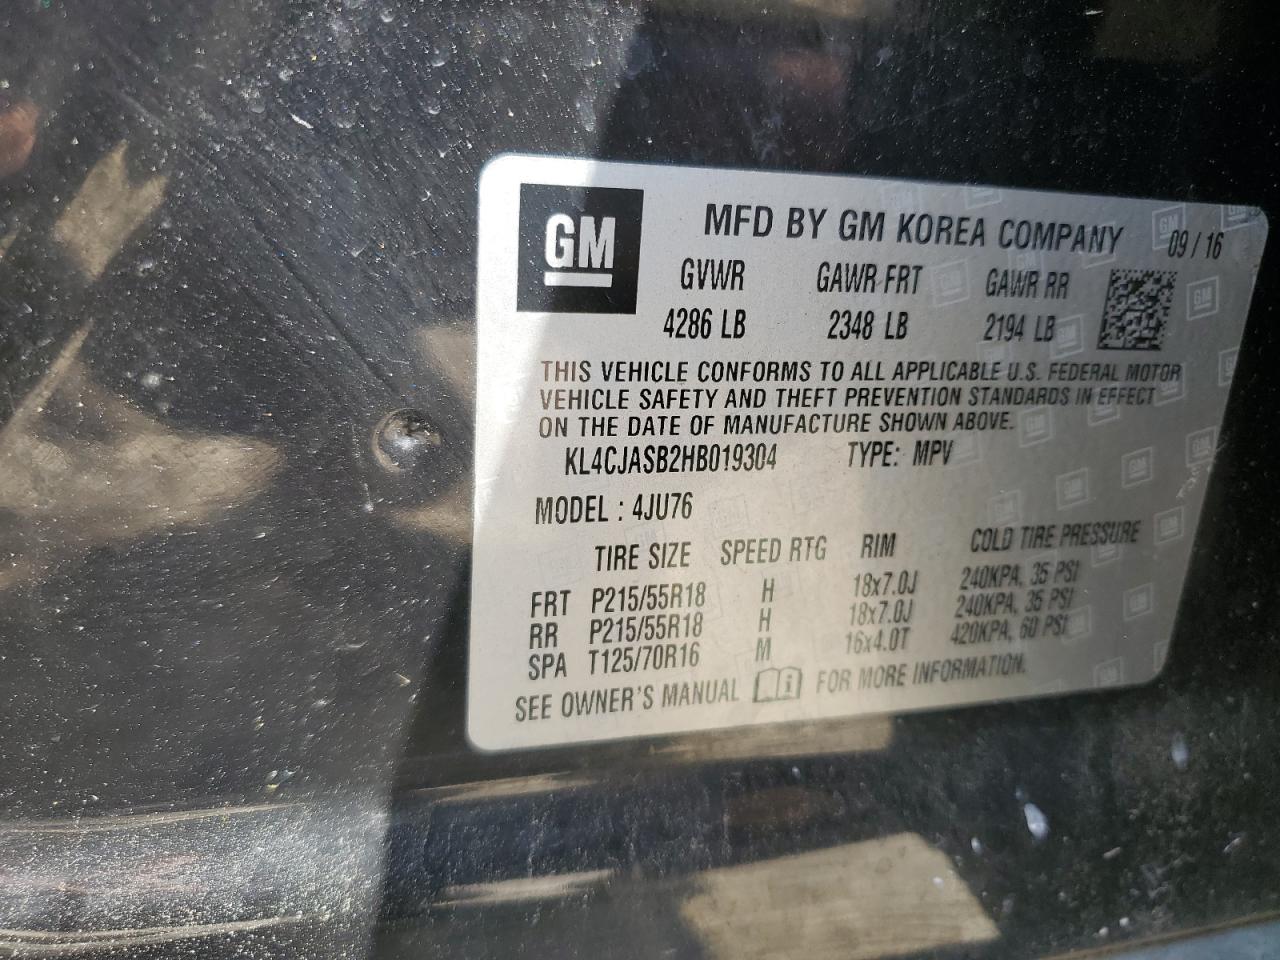 GM
MFD BY GM KOREA COMPANY 09 / 16
GVWR GAWR FRT GAWR RR
4286 LB 2348 LB 2194 LB
THIS VEHICLE CONFORMS TO ALL APPLICABLE U.S. FEDERAL MOTOR
VEHICLE SAFETY AND THEFT PREVENTION STANDARDS IN EFFECT
ON THE DATE OF MANUFACTURE SHOWN ABOVE.
KL4CJASB2HB019304 TYPE: MPV
MODEL : 4JU76
TIRE SIZE SPEED RTG RIM COLD TIRE PRESSURE
FRT P215/55R18 H 18x7.0J 240KPA, 35 PSI
RR P215/55R18 H 18x7.0J 240KPA, 35 PSI
SPA T125/70R16 M 16x4.0T 420KPA, 60 PSI
SEE OWNER'S MANUAL FOR MORE INFORMATION.